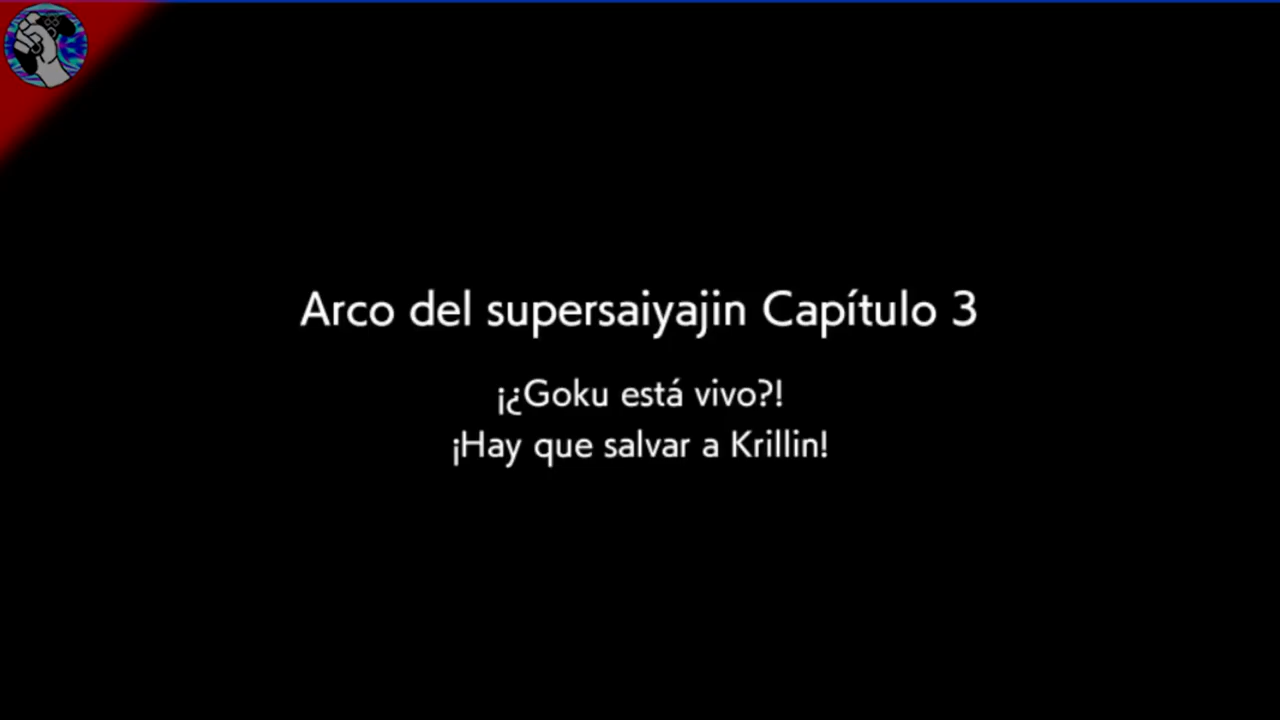 Arco del supersaiyajin Capítulo 3
¡¿Goku está vivo?!
¡Hay que salvar a Krillin!